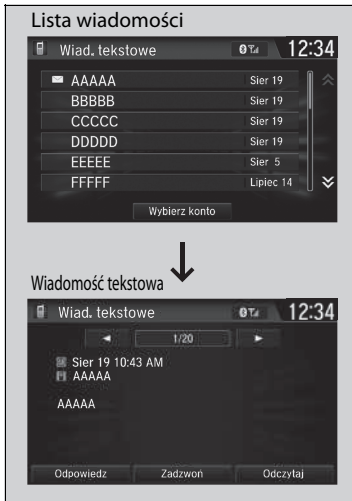 Lista wiadomości
Wiad. tekstowe 12:34
AAAAA Sier 19
BBBBB Sier 19
CCCCC Sier 19
DDDDD Sier 19
EEEEE Sier 5
FFFFF Lipiec 14
Wybierz konto
Wiadomość tekstowa
Wiad. tekstowe 12:34
1/20
Sier 19 10:43 AM
AAAAA
AAAAA
Odpowiedz Zadzwoń Odczytaj